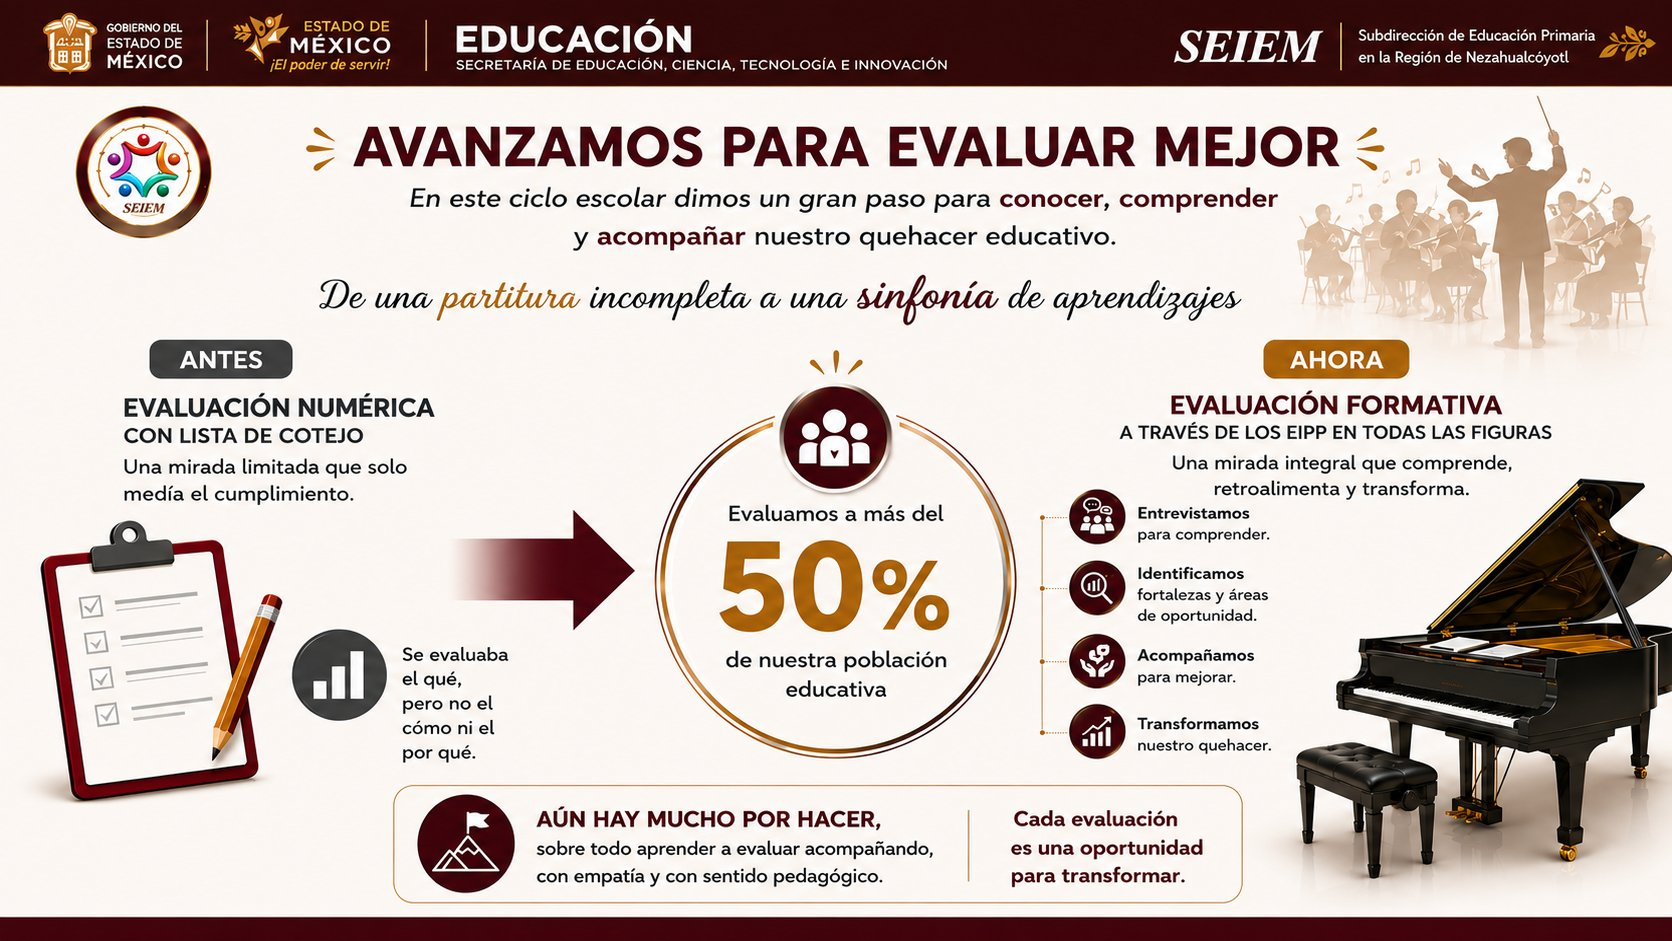 GOBIERNO DEL
ESTADO DE
MÉXICO
ESTADO DE
MÉXICO
¡El poder de servir!
EDUCACIÓN
SECRETARÍA DE EDUCACIÓN, CIENCIA, TECNOLOGÍA E INNOVACIÓN
SEIEM
Subdirección de Educación Primaria
en la Región de Nezahualcóyotl
SEIEM
AVANZAMOS PARA EVALUAR MEJOR
En este ciclo escolar dimos un gran paso para conocer, comprender
y acompañar nuestro quehacer educativo.
De una partitura incompleta a una sinfonía de aprendizajes
ANTES
EVALUACIÓN NUMÉRICA
CON LISTA DE COTEJO
Una mirada limitada que solo
medía el cumplimiento.
Se evaluaba
el qué,
pero no el
cómo ni el
por qué.
Evaluamos a más del
50%
de nuestra población
educativa
AHORA
EVALUACIÓN FORMATIVA
A TRAVÉS DE LOS EIPP EN TODAS LAS FIGURAS
Una mirada integral que comprende,
retroalimenta y transforma.
Entrevistamos
para comprender.
Identificamos
fortalezas y áreas
de oportunidad.
Acompañamos
para mejorar.
Transformamos
nuestro quehacer.
AÚN HAY MUCHO POR HACER,
sobre todo aprender a evaluar acompañando,
con empatía y con sentido pedagógico.
Cada evaluación
es una oportunidad
para transformar.